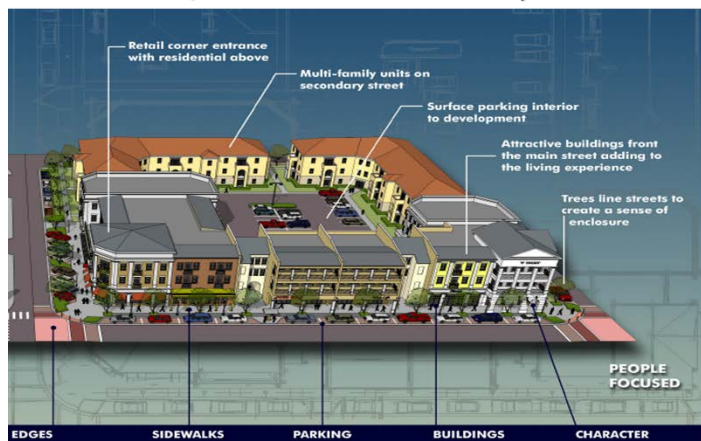 Retail corner entrance
with residential above
Multi-family units on
secondary street
Surface parking interior
to development
Attractive buildings front
the main street adding to
the living experience
Trees line streets to
create a sense of
enclosure
PEOPLE
FOCUSED
EDGES
SIDEWALKS
PARKING
BUILDINGS
CHARACTER